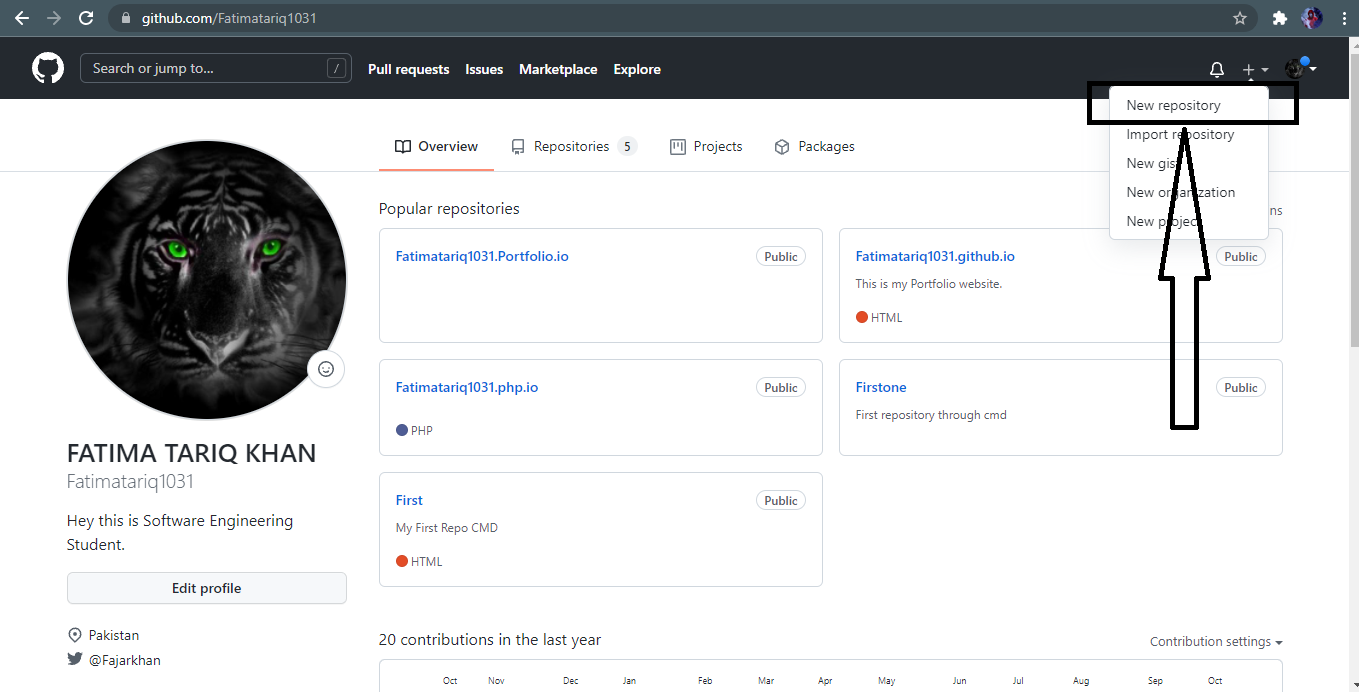 github.com/Fatimatariq1031
Search or jump to... /
Pull requests Issues Marketplace Explore
New repository
Import repository
New gist
New organization
New project
Overview Repositories 5 Projects Packages
Popular repositories
Fatimatariq1031.Portfolio.io Public
Fatimatariq1031.github.io Public
This is my Portfolio website.
HTML
Fatimatariq1031.php.io Public
PHP
Firstone Public
First repository through cmd
First Public
My First Repo CMD
HTML
FATIMA TARIQ KHAN
Fatimatariq1031
Hey this is Software Engineering
Student.
Edit profile
Pakistan
@Fajarkhan
20 contributions in the last year
Contribution settings
Oct Nov Dec Jan Feb Mar Apr May Jun Jul Aug Sep Oct